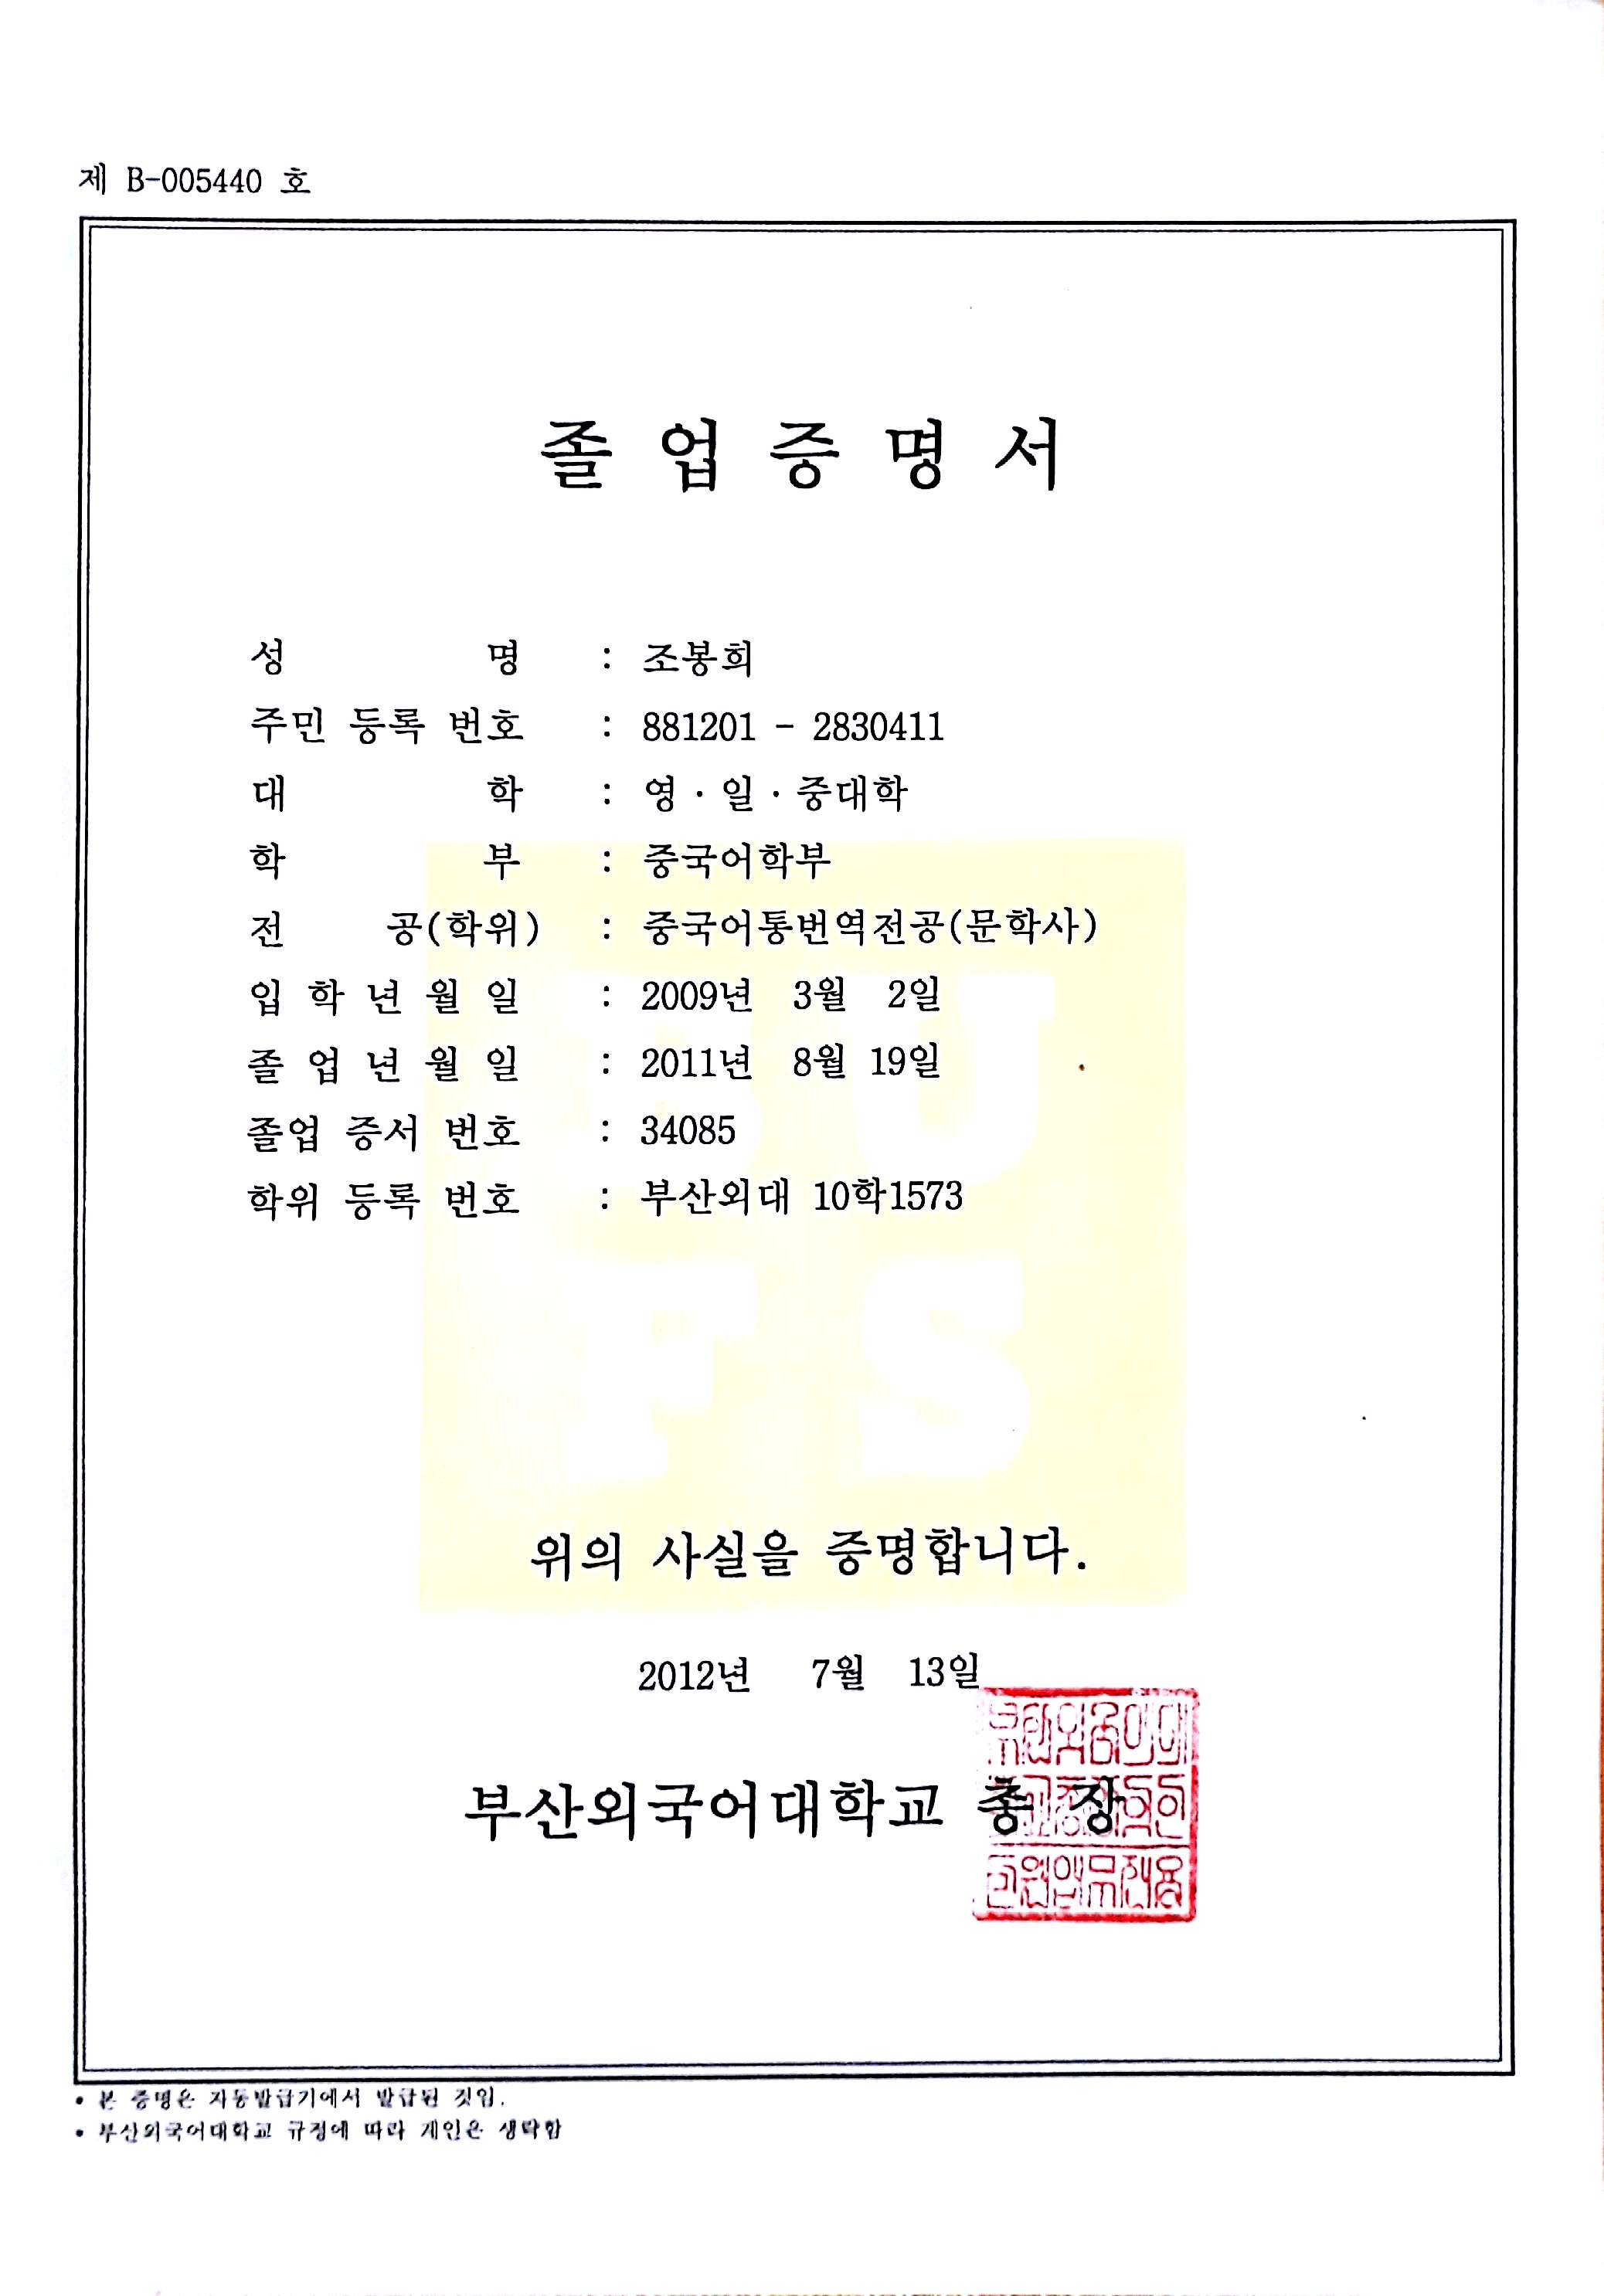 제 B-005440 호
졸 업 증 명 서
성 명 : 조봉희
주민 등록 번호 : 881201 - 2830411
대 학 : 영·일·중대학
학 부 : 중국어학부
전 공(학위) : 중국어통번역전공(문학사)
입 학 년 월 일 : 2009년 3월 2일
졸 업 년 월 일 : 2011년 8월 19일
졸업 증서 번호 : 34085
학위 등록 번호 : 부산외대 10학1573
BU
FS
위의 사실을 증명합니다.
2012년 7월 13일
부산외국어대학교 총 장
• 본 증명은 자동발급기에서 발급된 것임.
• 부산외국어대학교 규정에 따라 계인은 생략함